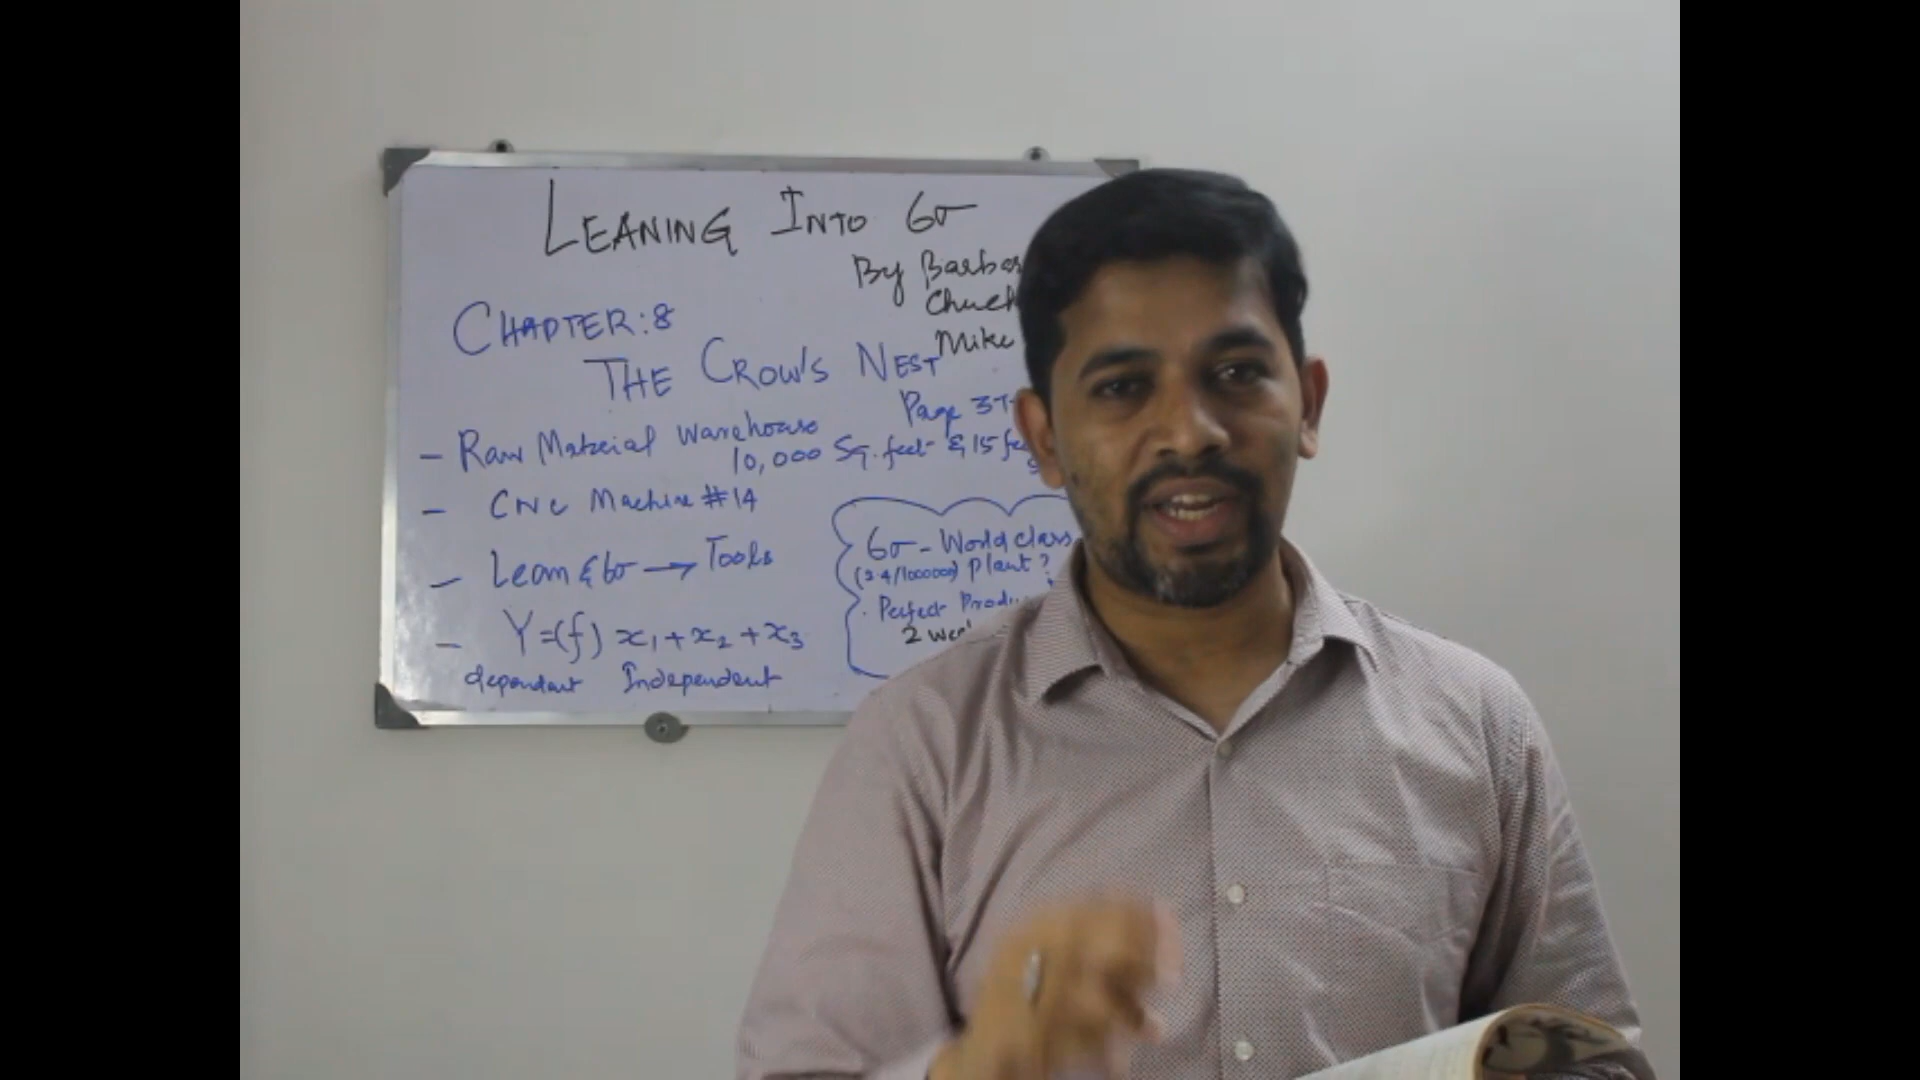 LEANING INTO 6σ
By Barbar
Chuck
Mike
CHAPTER:8
THE CROW'S NEST
Page 37-
- Raw Material Warehouse
10,000 Sq. feet & 15 fe
- CNC Machine #14
- Lean & 6σ → Tools
- Y=(f) x₁+x₂+x₃
dependant Independent
6σ - World class
(3.4/1000000) Plant?
. Perfect Produ
2 wee